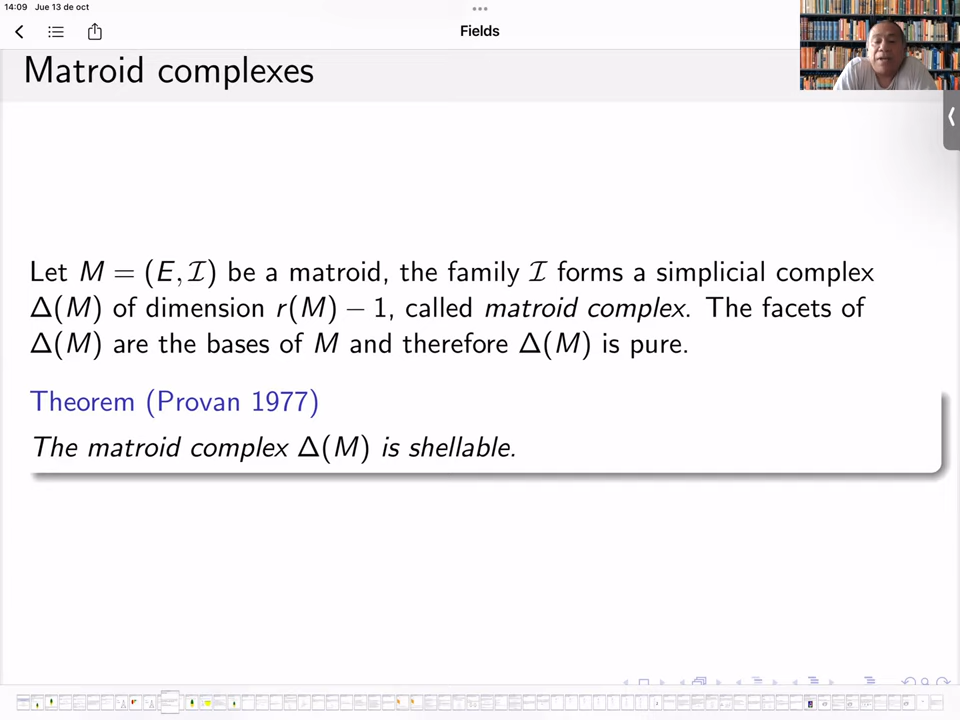 14:09 Jue 13 de oct
Fields
Matroid complexes
Let M = (E, ℐ) be a matroid, the family ℐ forms a simplicial complex
Δ(M) of dimension r(M) − 1, called matroid complex. The facets of
Δ(M) are the bases of M and therefore Δ(M) is pure.
Theorem (Provan 1977)
The matroid complex Δ(M) is shellable.